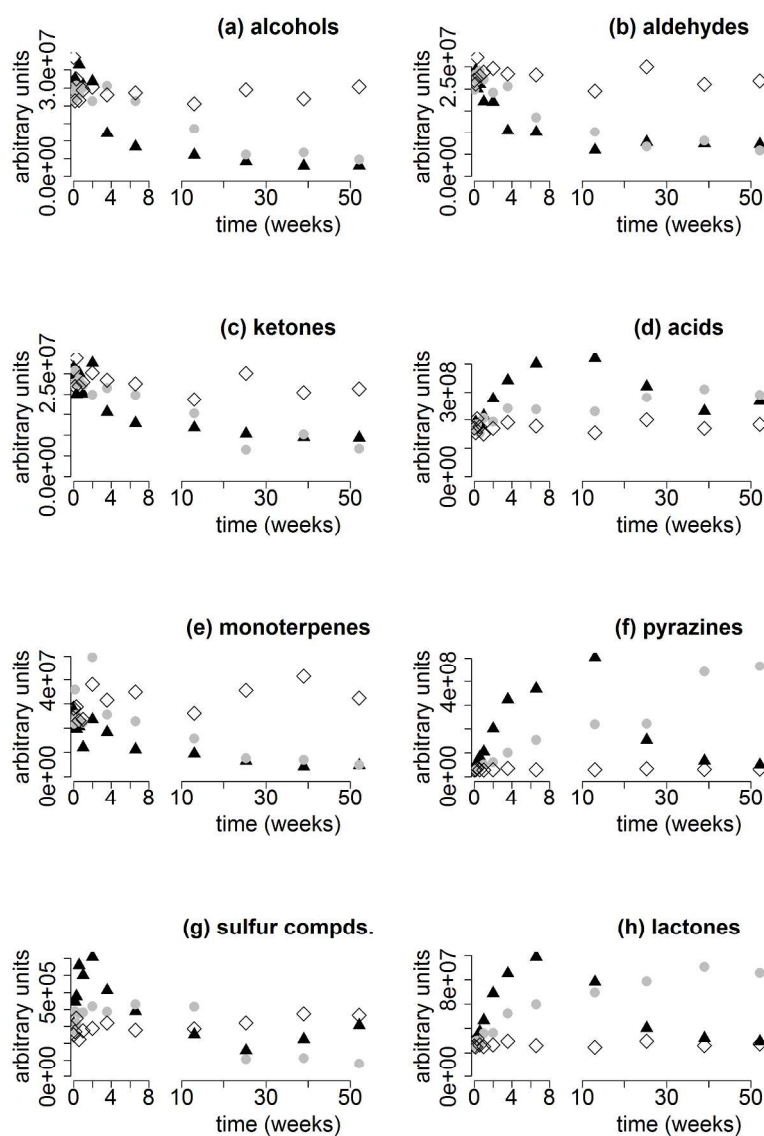 (a) alcohols
arbitrary units
0.0e+00 3.0e+07
0 4 8 10 30 50
time (weeks)
(b) aldehydes
arbitrary units
0.0e+00 2.5e+07
0 4 8 10 30 50
time (weeks)
(c) ketones
arbitrary units
0.0e+00 2.5e+07
0 4 8 10 30 50
time (weeks)
(d) acids
arbitrary units
0e+00 3e+08
0 4 8 10 30 50
time (weeks)
(e) monoterpenes
arbitrary units
0e+00 4e+07
0 4 8 10 30 50
time (weeks)
(f) pyrazines
arbitrary units
0e+00 4e+08
0 4 8 10 30 50
time (weeks)
(g) sulfur compds.
arbitrary units
0e+00 5e+05
0 4 8 10 30 50
time (weeks)
(h) lactones
arbitrary units
0e+00 8e+07
0 4 8 10 30 50
time (weeks)